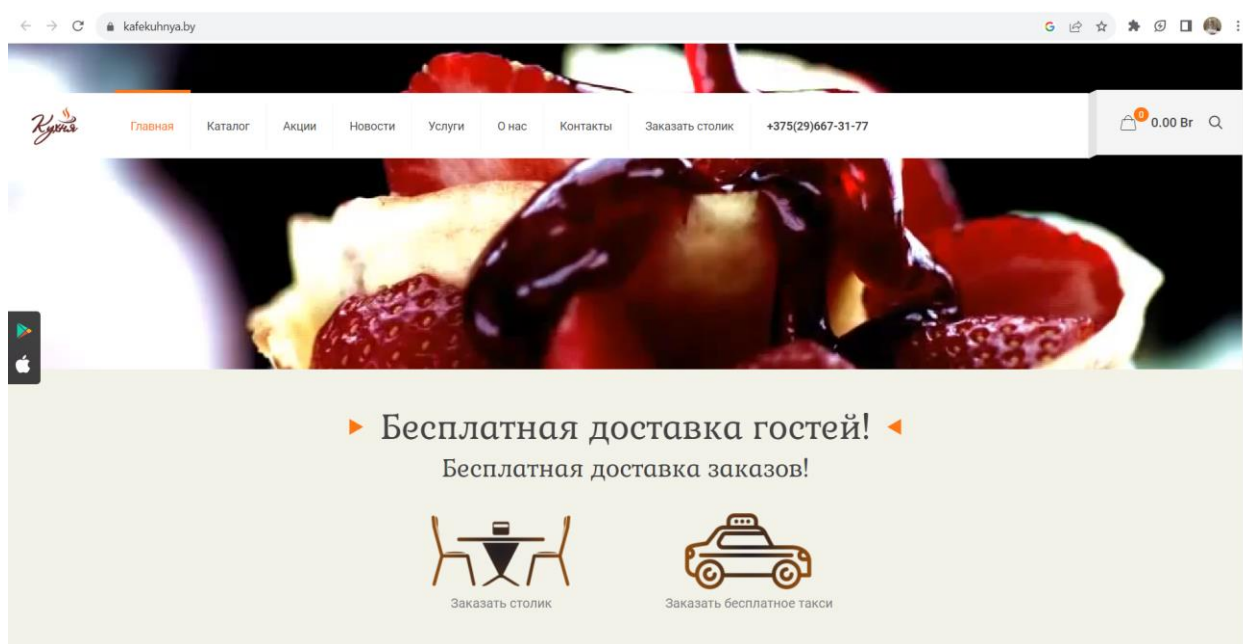 kafekuhnya.by
Кухня
Главная Каталог Акции Новости Услуги О нас Контакты Заказать столик +375(29)667-31-77
0
0.00 Br
Бесплатная доставка гостей!
Бесплатная доставка заказов!
Заказать столик Заказать бесплатное такси